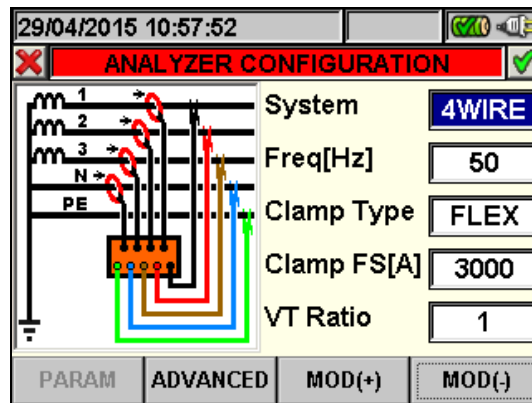 29/04/2015 10:57:52
ANALYZER CONFIGURATION
1
2
3
N
PE
System 4WIRE
Freq[Hz] 50
Clamp Type FLEX
Clamp FS[A] 3000
VT Ratio 1
PARAM ADVANCED MOD(+) MOD(-)